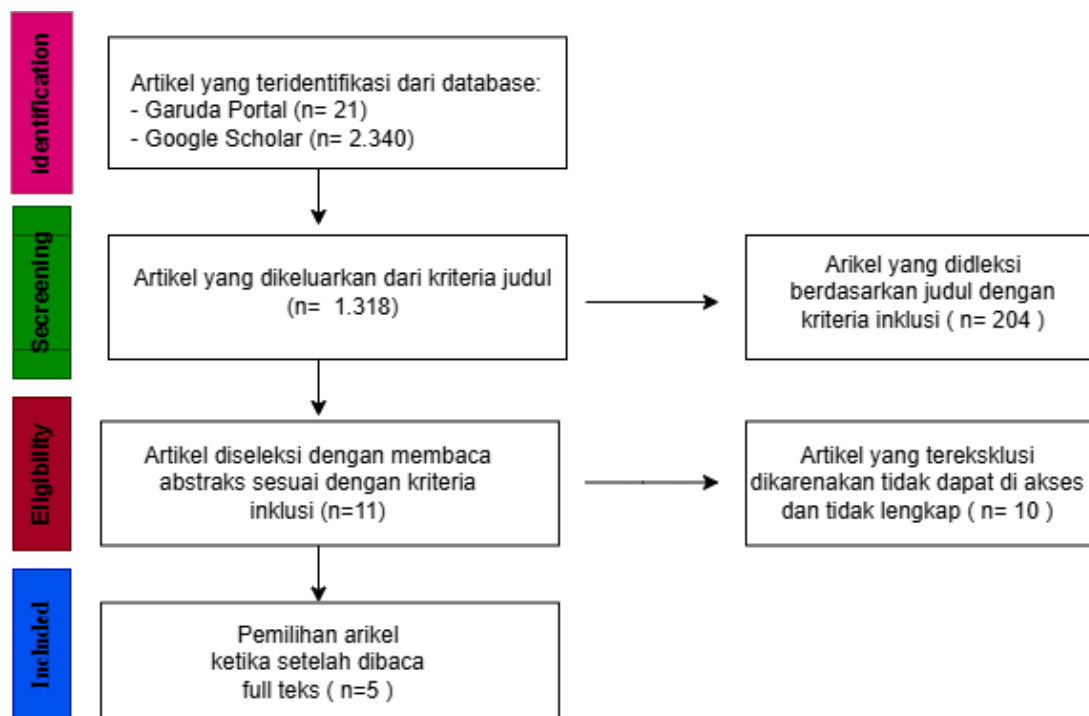 identification
Artikel yang teridentifikasi dari database:
- Garuda Portal (n= 21)
- Google Scholar (n= 2.340)
Secreening
Artikel yang dikeluarkan dari kriteria judul
(n= 1.318)
Arikel yang didleksi
berdasarkan judul dengan
kriteria inklusi ( n= 204 )
Eligibility
Artikel diseleksi dengan membaca
abstraks sesuai dengan kriteria
inklusi (n=11)
Artikel yang tereksklusi
dikarenakan tidak dapat di akses
dan tidak lengkap ( n= 10 )
Included
Pemilihan arikel
ketika setelah dibaca
full teks ( n=5 )